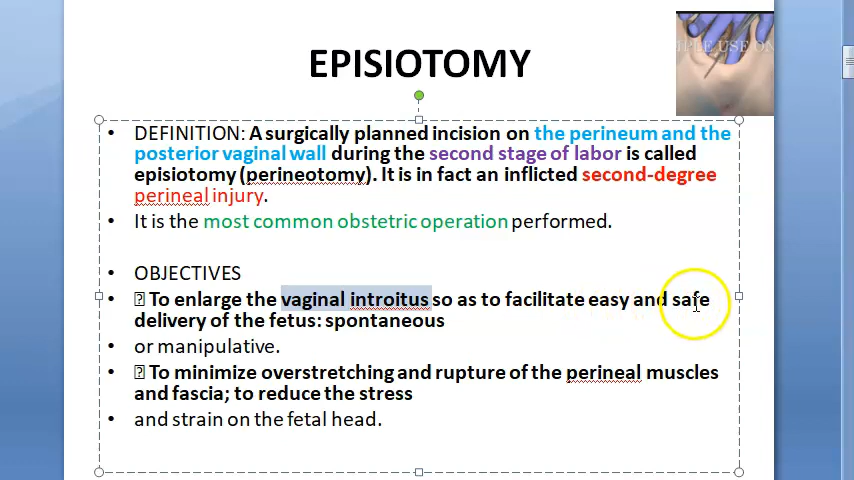 EPISIOTOMY
MPLE USE ON
• DEFINITION: A surgically planned incision on the perineum and the
posterior vaginal wall during the second stage of labor is called
episiotomy (perineotomy). It is in fact an inflicted second-degree
perineal injury.
• It is the most common obstetric operation performed.
• OBJECTIVES
• To enlarge the vaginal introitus so as to facilitate easy and safe
delivery of the fetus: spontaneous
• or manipulative.
• To minimize overstretching and rupture of the perineal muscles
and fascia; to reduce the stress
• and strain on the fetal head.